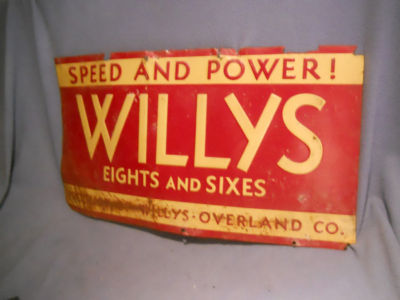 SPEED AND POWER!
WILLYS
EIGHTS AND SIXES
WILLYS-OVERLAND CO.